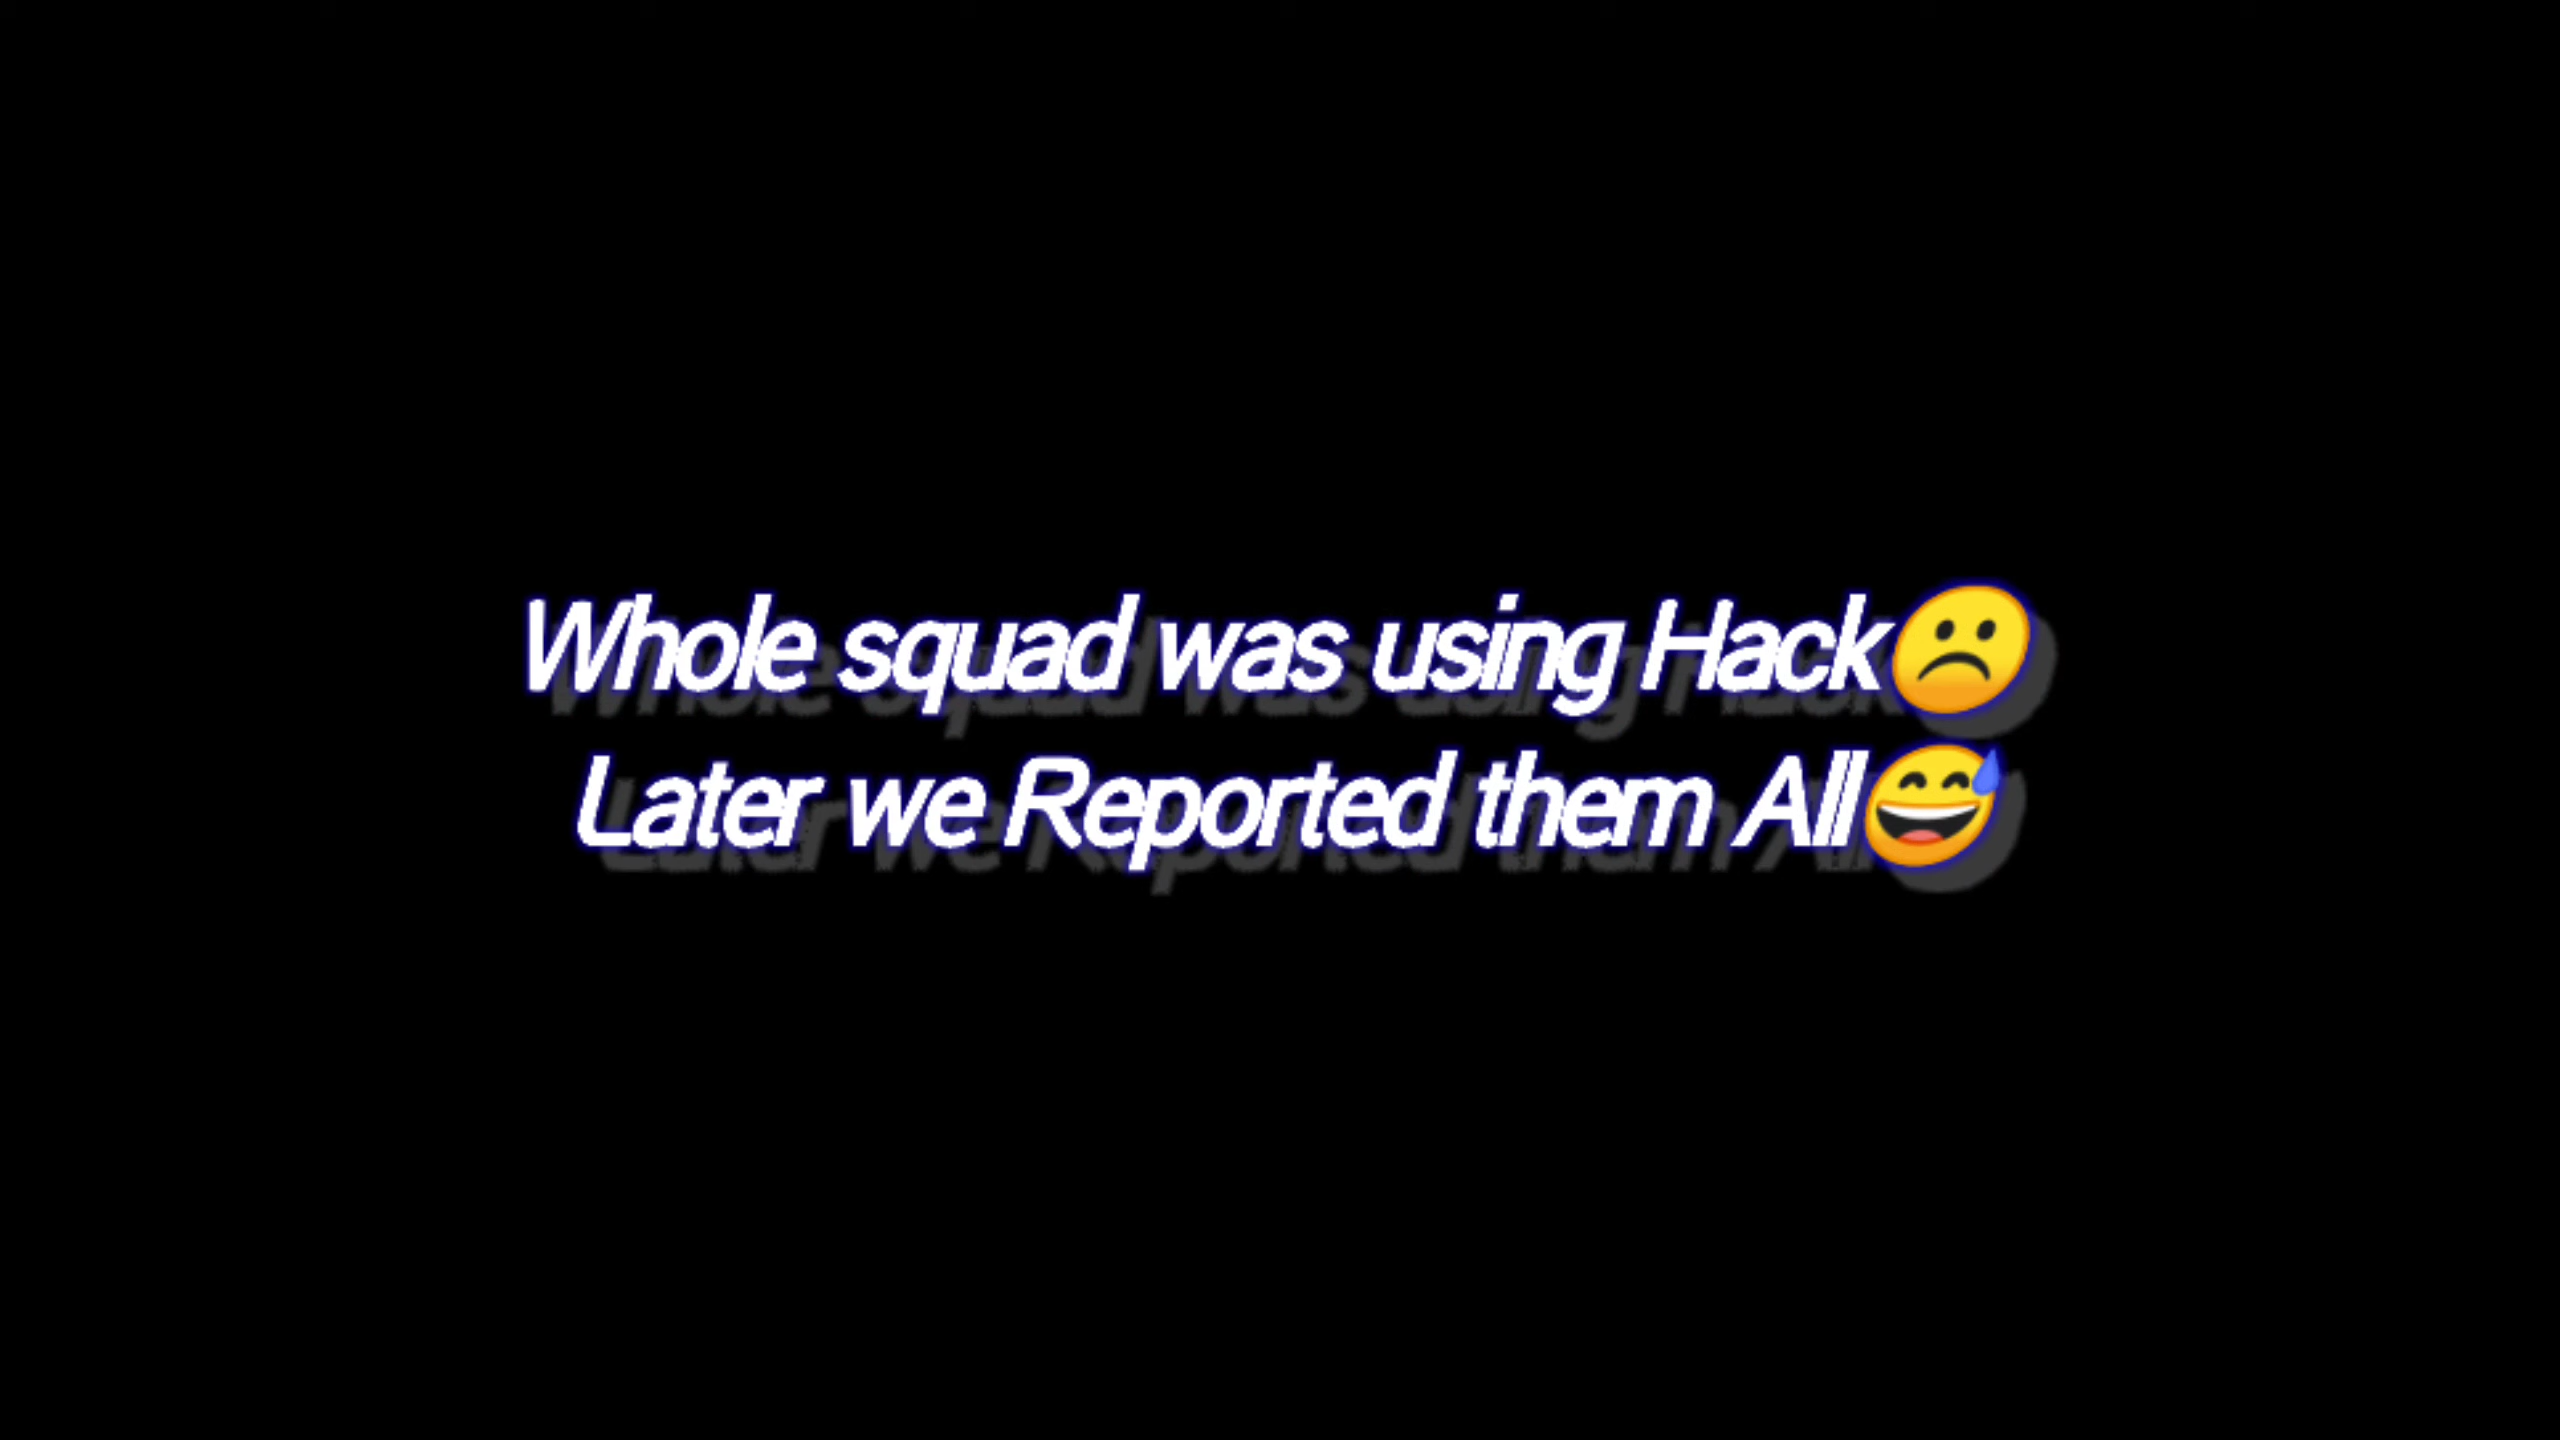 Whole squad was using Hack☹️
Later we Reported them All😅